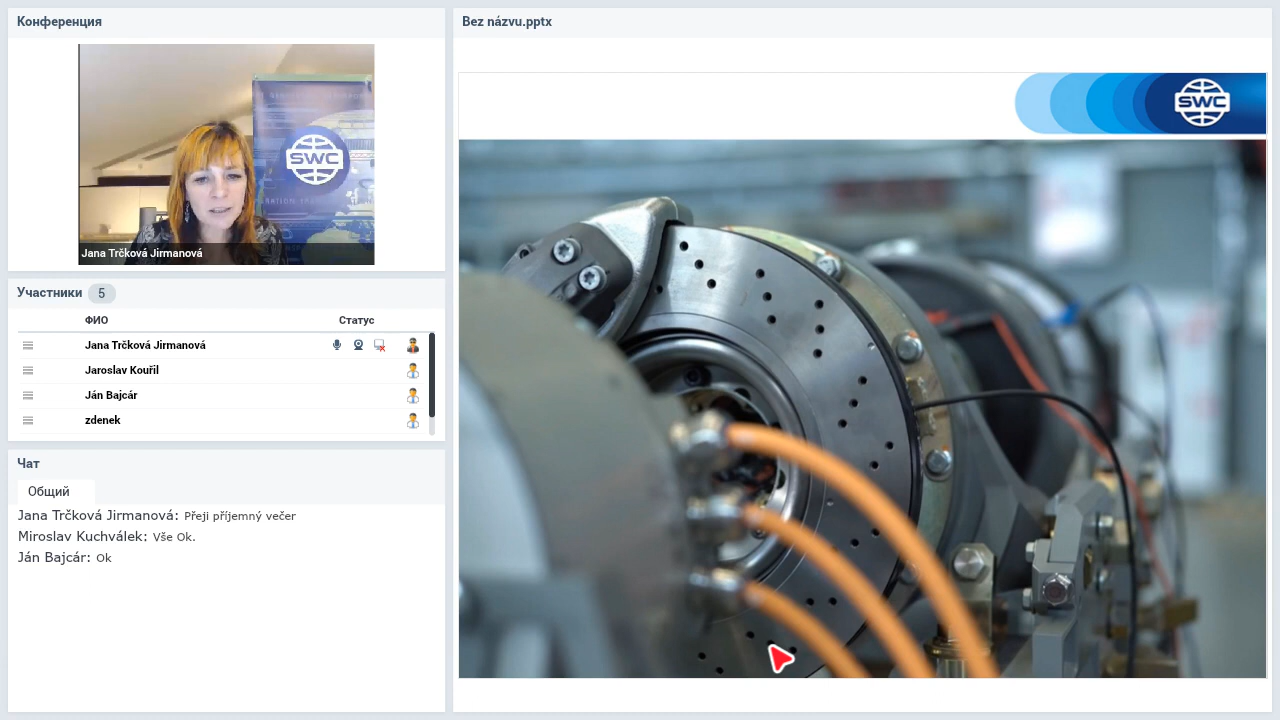 Конференция
SWC
Jana Trčková Jirmanová
Участники 5
ФИО Статус
Jana Trčková Jirmanová
Jaroslav Kouřil
Ján Bajcár
zdenek
Чат
Общий
Jana Trčková Jirmanová: Přeji příjemný večer
Miroslav Kuchválek: Vše Ok.
Ján Bajcár: Ok
Bez názvu.pptx
SWC